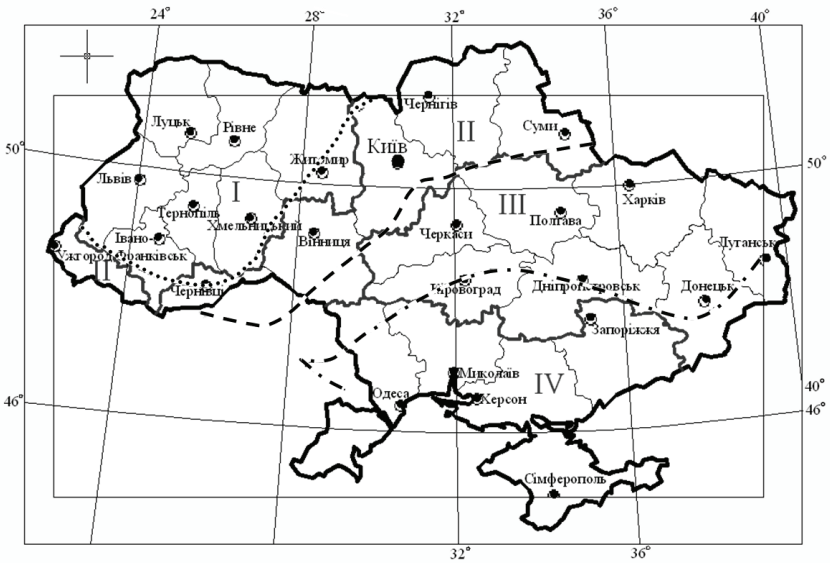 24° 28° 32° 36° 40°
Чернігів
Луцьк Рівне II Суми
Київ
50° 50°
Житомир
Львів I Харків
Тернопіль III
Хмельницький Полтава
Івано- Вінниця Черкаси
Ужгород Франківськ Луганськ
II
Чернівці Кіровоград Дніпропетровськ Донецьк
Запоріжжя
Миколаїв IV 40°
46° Одеса Херсон 46°
Сімферополь
32° 36°